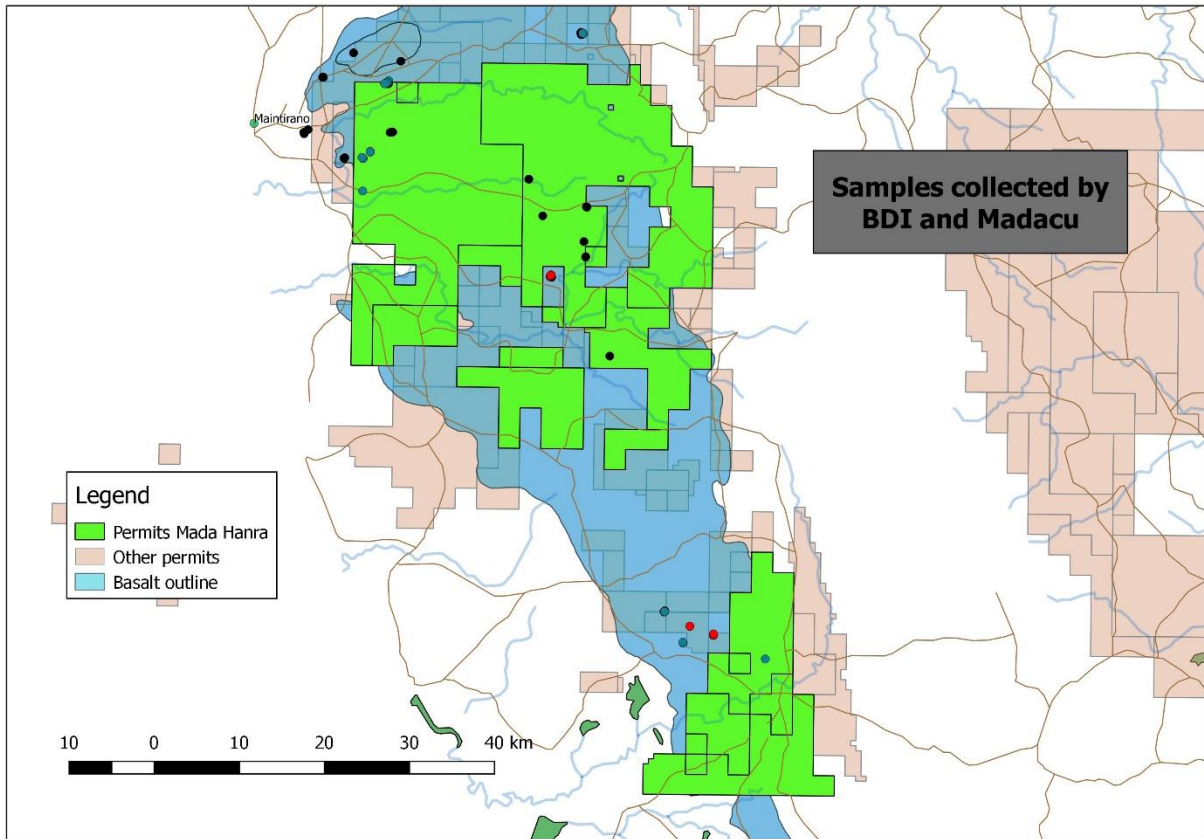 Maintirano
Samples collected by
BDI and Madacu
Legend
Permits Mada Hanra
Other permits
Basalt outline
10 0 10 20 30 40 km